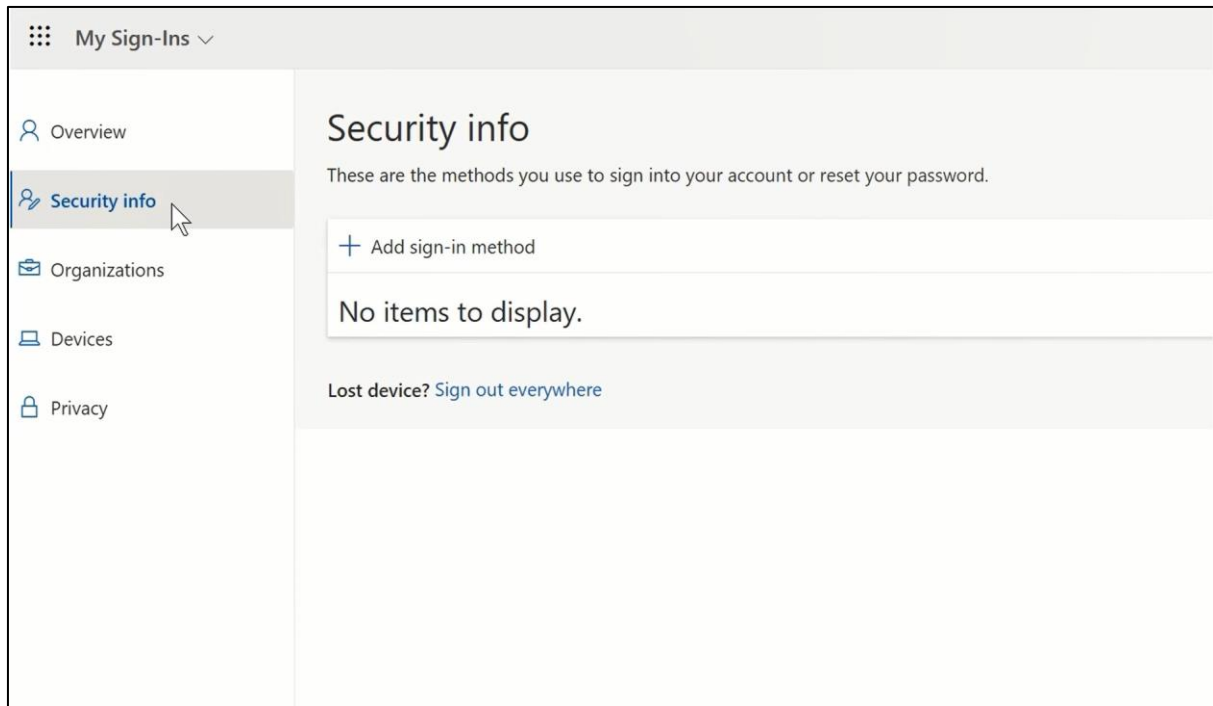 My Sign-Ins
Overview
Security info
Organizations
Devices
Privacy
Security info
These are the methods you use to sign into your account or reset your password.
Add sign-in method
No items to display.
Lost device? Sign out everywhere